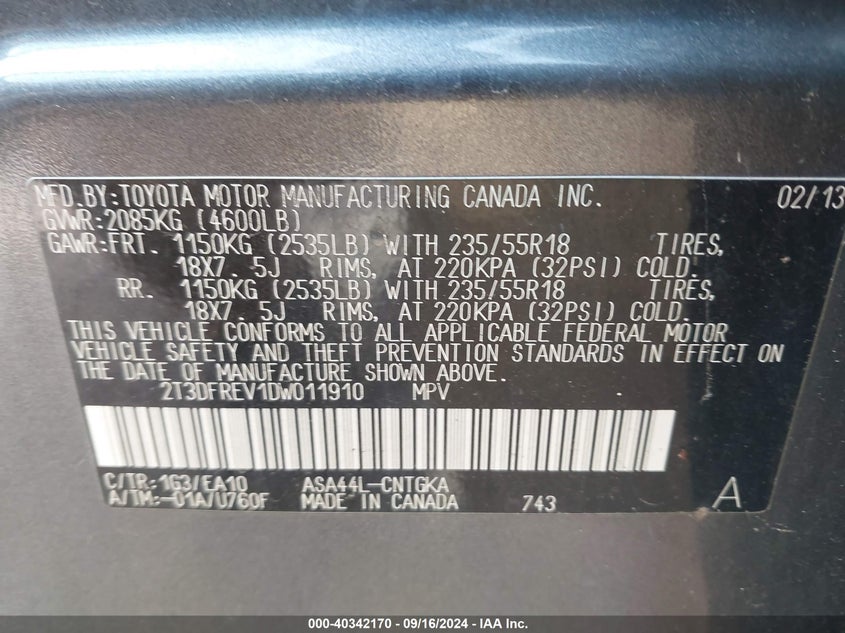 MFD.BY:TOYOTA MOTOR MANUFACTURING CANADA INC. 02/13
GVWR:2085KG (4600LB)
GAWR:FRT. 1150KG (2535LB) WITH 235/55R18 TIRES,
18X7.5J RIMS, AT 220KPA (32PSI) COLD.
RR. 1150KG (2535LB) WITH 235/55R18 TIRES,
18X7.5J RIMS, AT 220KPA (32PSI) COLD.
THIS VEHICLE CONFORMS TO ALL APPLICABLE FEDERAL MOTOR
VEHICLE SAFETY AND THEFT PREVENTION STANDARDS IN EFFECT ON
THE DATE OF MANUFACTURE SHOWN ABOVE.
2T3DFREV1DW011910 MPV
C/TR:1G3/EA10 ASA44L-CNTGKA
A/TM:-01A/U760F MADE IN CANADA 743 A
000-40342170 - 09/16/2024 - IAA Inc.